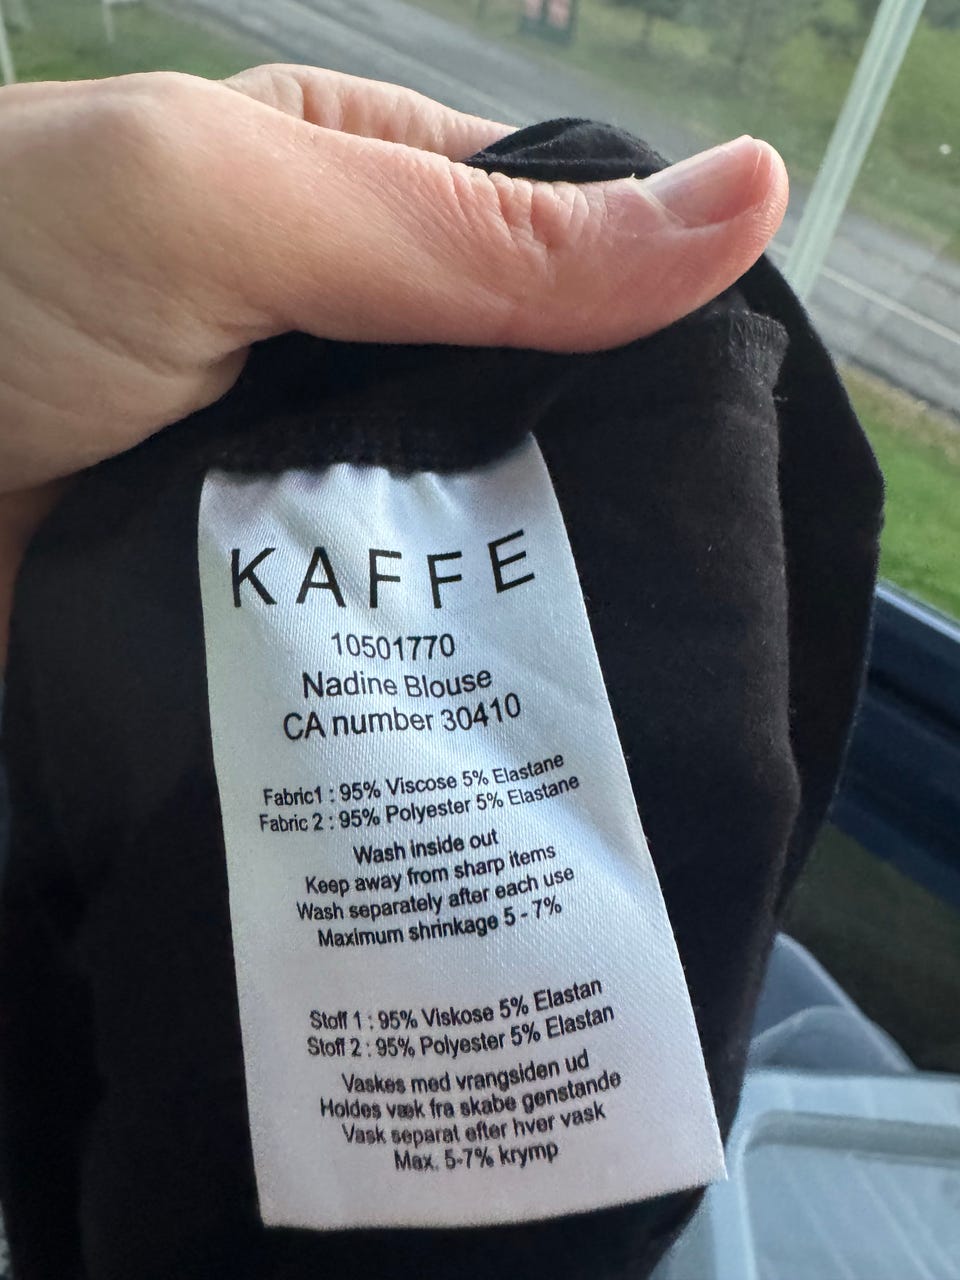 KAFFE
10501770
Nadine Blouse
CA number 30410
Fabric1 : 95% Viscose 5% Elastane
Fabric 2 : 95% Polyester 5% Elastane
Wash inside out
Keep away from sharp items
Wash separately after each use
Maximum shrinkage 5 - 7%
Stoff 1 : 95% Viskose 5% Elastan
Stoff 2 : 95% Polyester 5% Elastan
Vaskes med vrangsiden ud
Holdes væk fra skabe genstande
Vask separat efter hver vask
Max. 5-7% krymp